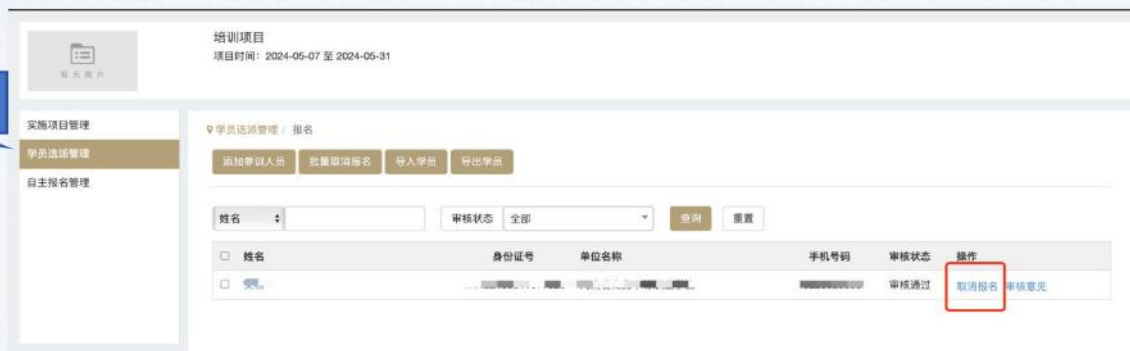 培训项目
项目时间：2024-05-07 至 2024-05-31
暂无图片
实施项目管理
学员选派管理
自主报名管理
学员选派管理 / 报名
添加参训人员 批量取消报名 导入学员 导出学员
姓名 审核状态 全部 查询 重置
姓名 身份证号 单位名称 手机号码 审核状态 操作
审核通过 取消报名 审核意见